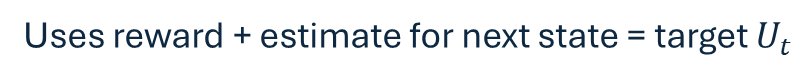 Uses reward + estimate for next state = target $U_t$